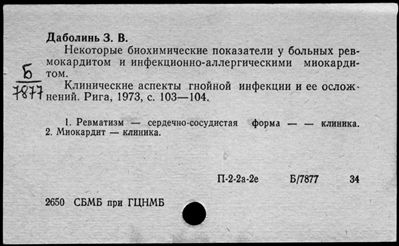 Даболинь З. В.
Некоторые биохимические показатели у больных рев-
мокардитом и инфекционно-аллергическими миокарди-
том.
Б
7877
Клинические аспекты гнойной инфекции и ее ослож-
нений. Рига, 1973, с. 103—104.
1. Ревматизм — сердечно-сосудистая форма — — клиника.
2. Миокардит — клиника.
П-2-2а-2е Б/7877 34
2650 СБМБ при ГЦНМБ